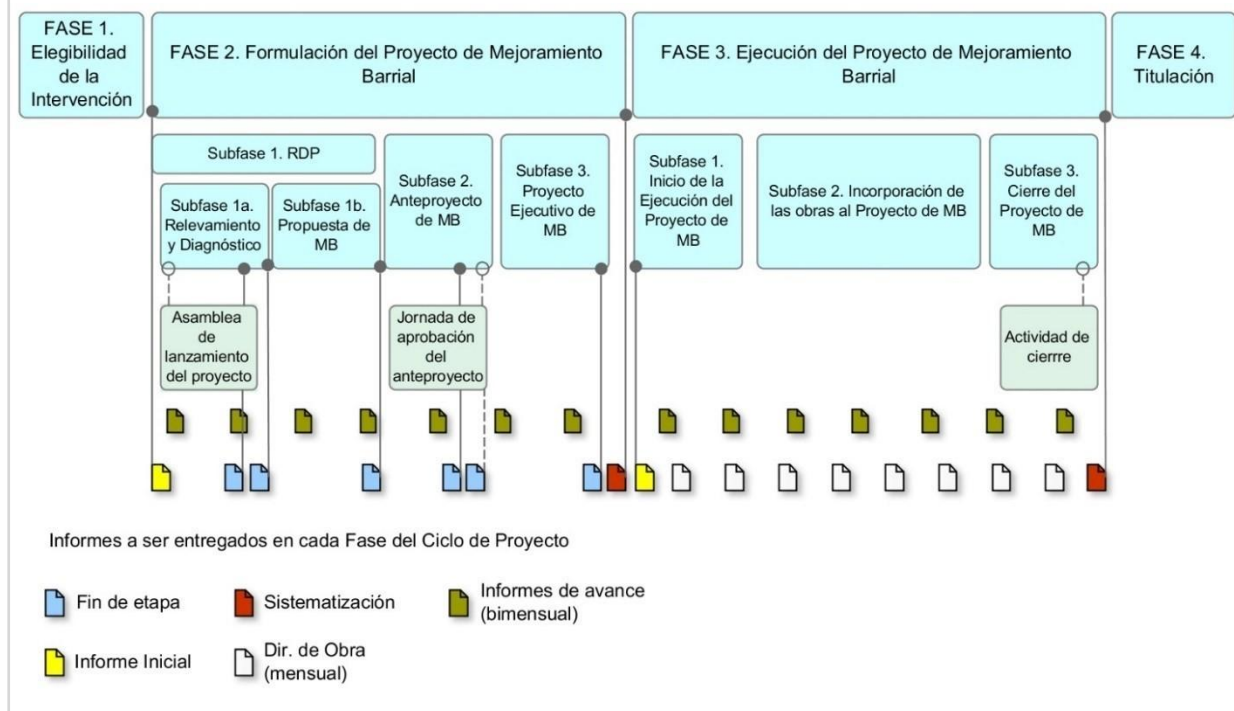 FASE 1.
Elegibilidad
de la
Intervención
FASE 2. Formulación del Proyecto de Mejoramiento
Barrial
FASE 3. Ejecución del Proyecto de Mejoramiento
Barrial
FASE 4.
Titulación
Subfase 1. RDP
Subfase 1a.
Relevamiento
y Diagnóstico
Subfase 1b.
Propuesta de
MB
Subfase 2.
Anteproyecto
de MB
Subfase 3.
Proyecto
Ejecutivo de
MB
Subfase 1.
Inicio de la
Ejecución del
Proyecto de
MB
Subfase 2. Incorporación de
las obras al Proyecto de MB
Subfase 3.
Cierre del
Proyecto de
MB
Asamblea
de
lanzamiento
del proyecto
Jornada de
aprobación
del
anteproyecto
Actividad de
cierrre
Informes a ser entregados en cada Fase del Ciclo de Proyecto
Fin de etapa
Sistematización
Informes de avance
(bimensual)
Informe Inicial
Dir. de Obra
(mensual)